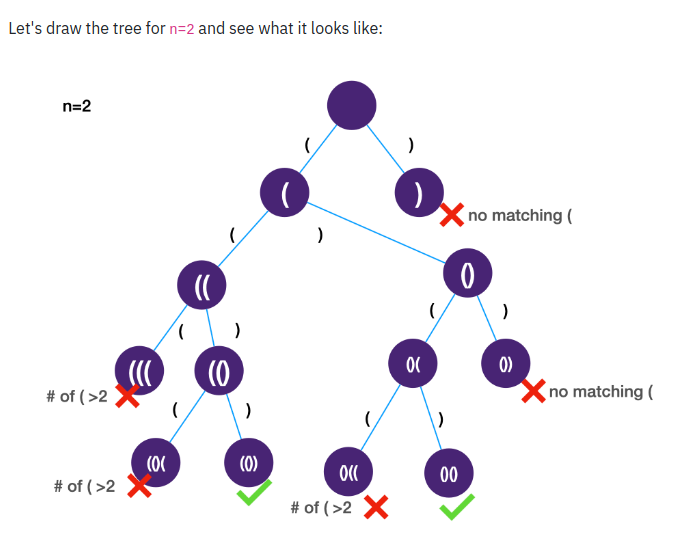 Let's draw the tree for n=2 and see what it looks like:
n=2
( )
( )
no matching (
( )
(( ()
( ) ( )
((( (() ()( ())
# of ( >2
no matching (
( ) ( )
(()( (()) ()(( ()()
# of ( >2
# of ( >2